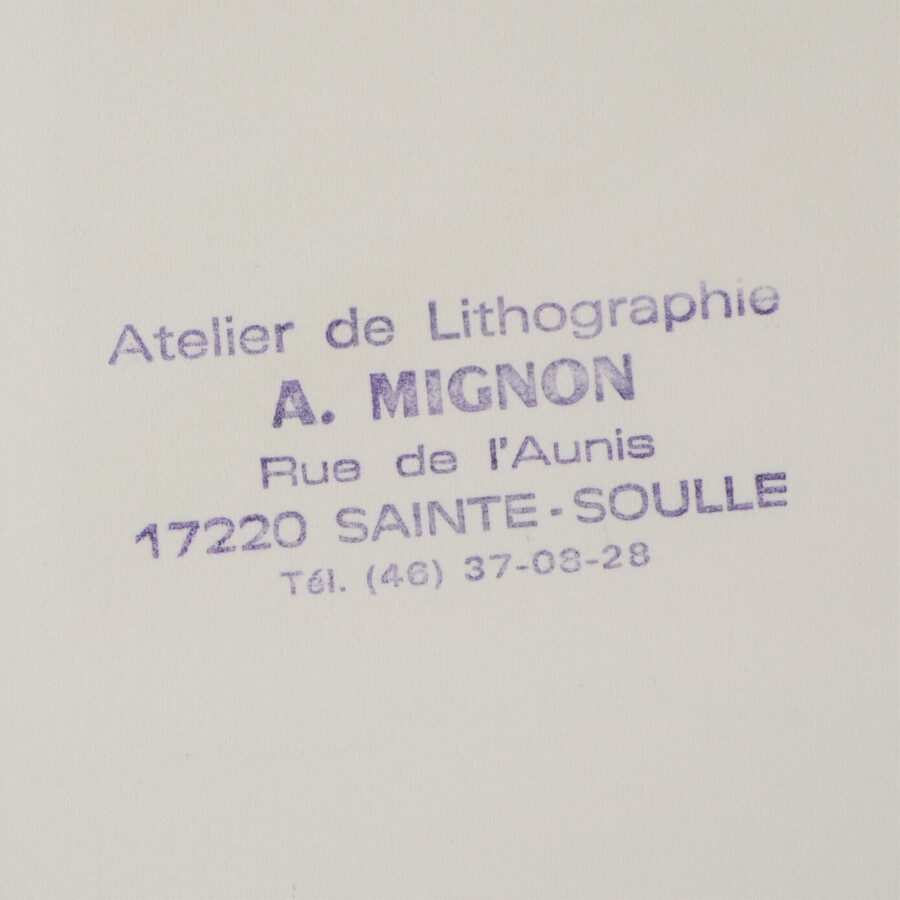 Atelier de Lithographie
A. MIGNON
Rue de l'Aunis
17220 SAINTE-SOULLE
Tél. (46) 37-08-28